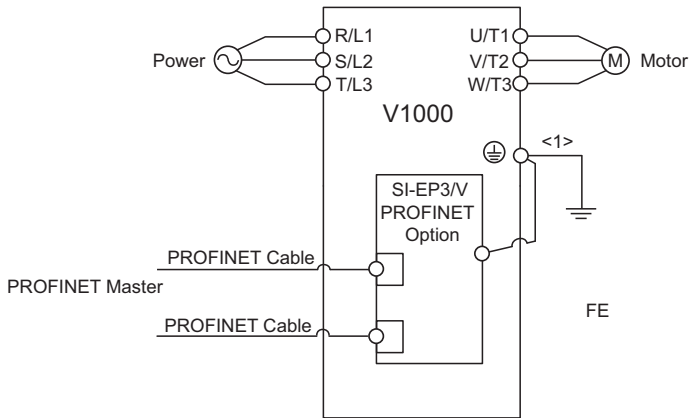 R/L1
U/T1
Power
S/L2
V/T2
M
Motor
T/L3
W/T3
V1000
<1>
SI-EP3/V
PROFINET
Option
PROFINET Cable
PROFINET Master
FE
PROFINET Cable